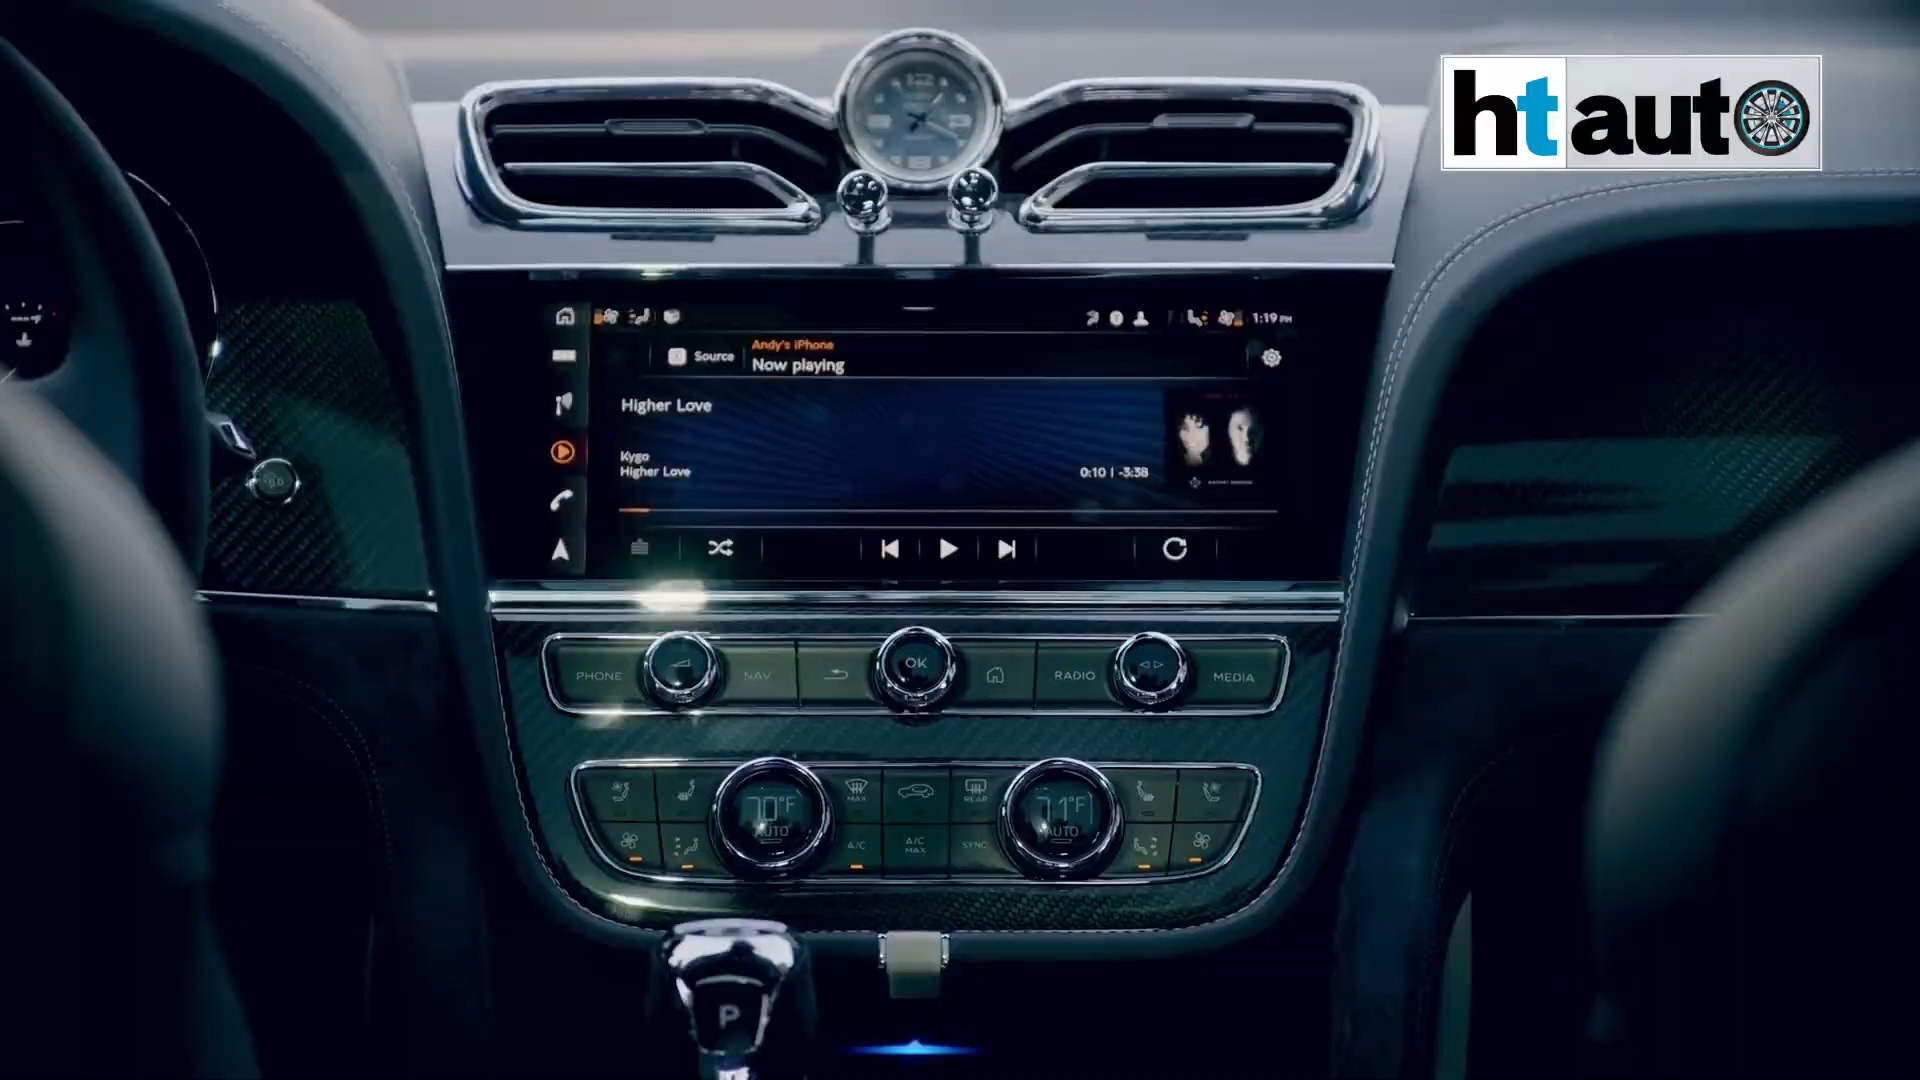 ht auto
1:19 PM
Andy's iPhone
Source
Now playing
Higher Love
Kygo
Higher Love
0:10 | -3:38
PHONE
NAV
OK
RADIO
MEDIA
70°F
AUTO
MAX
REAR
71°F
AUTO
A/C
A/C
MAX
SYNC
P